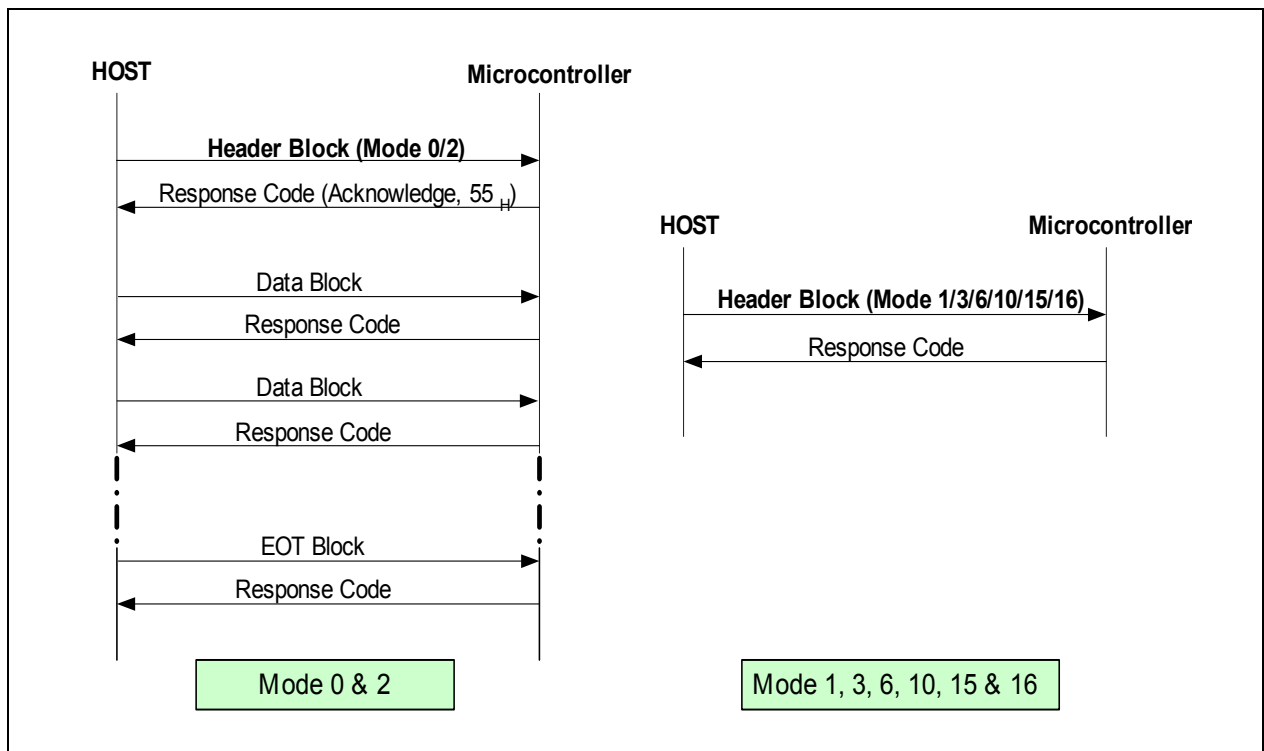 HOST
Microcontroller
Header Block (Mode 0/2)
Response Code (Acknowledge, 55 H)
Data Block
Response Code
Data Block
Response Code
EOT Block
Response Code
Mode 0 & 2
HOST
Microcontroller
Header Block (Mode 1/3/6/10/15/16)
Response Code
Mode 1, 3, 6, 10, 15 & 16